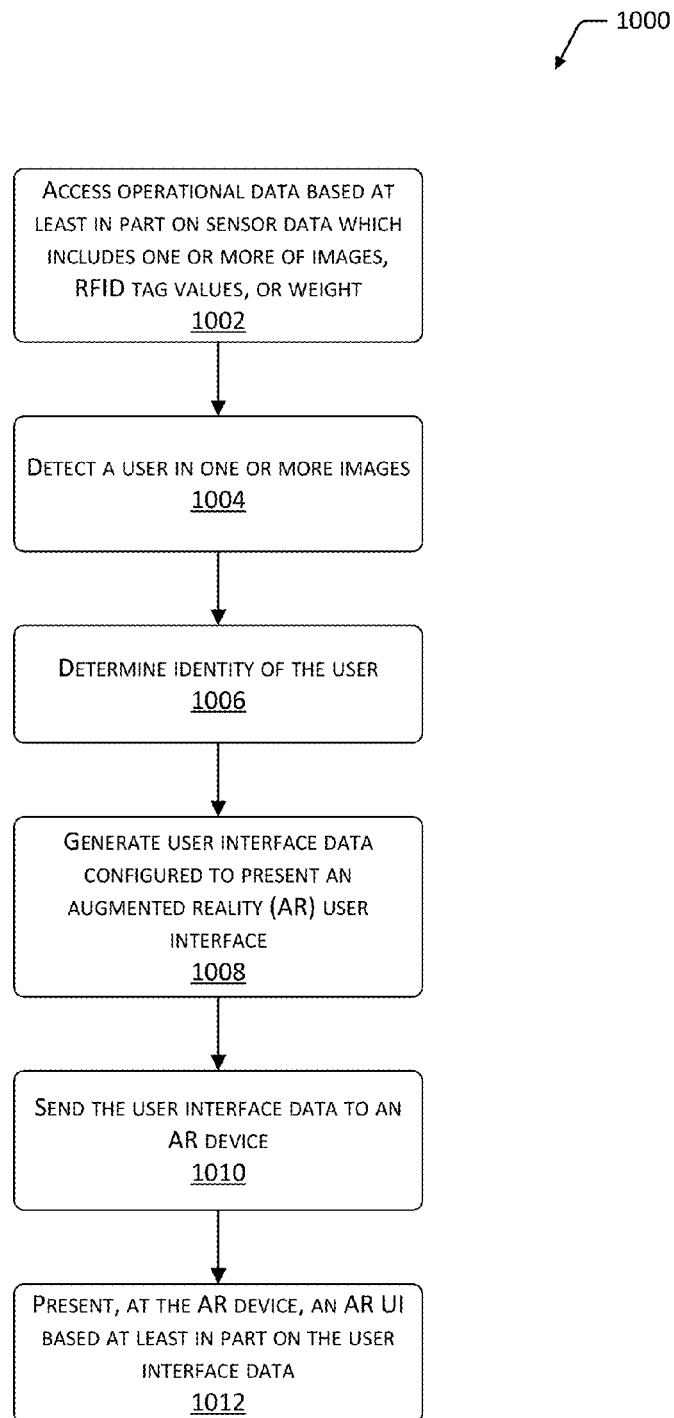 1000
Access operational data based at
least in part on sensor data which
includes one or more of images,
RFID tag values, or weight
1002
Detect a user in one or more images
1004
Determine identity of the user
1006
Generate user interface data
configured to present an
augmented reality (AR) user
interface
1008
Send the user interface data to an
AR device
1010
Present, at the AR device, an AR UI
based at least in part on the user
interface data
1012